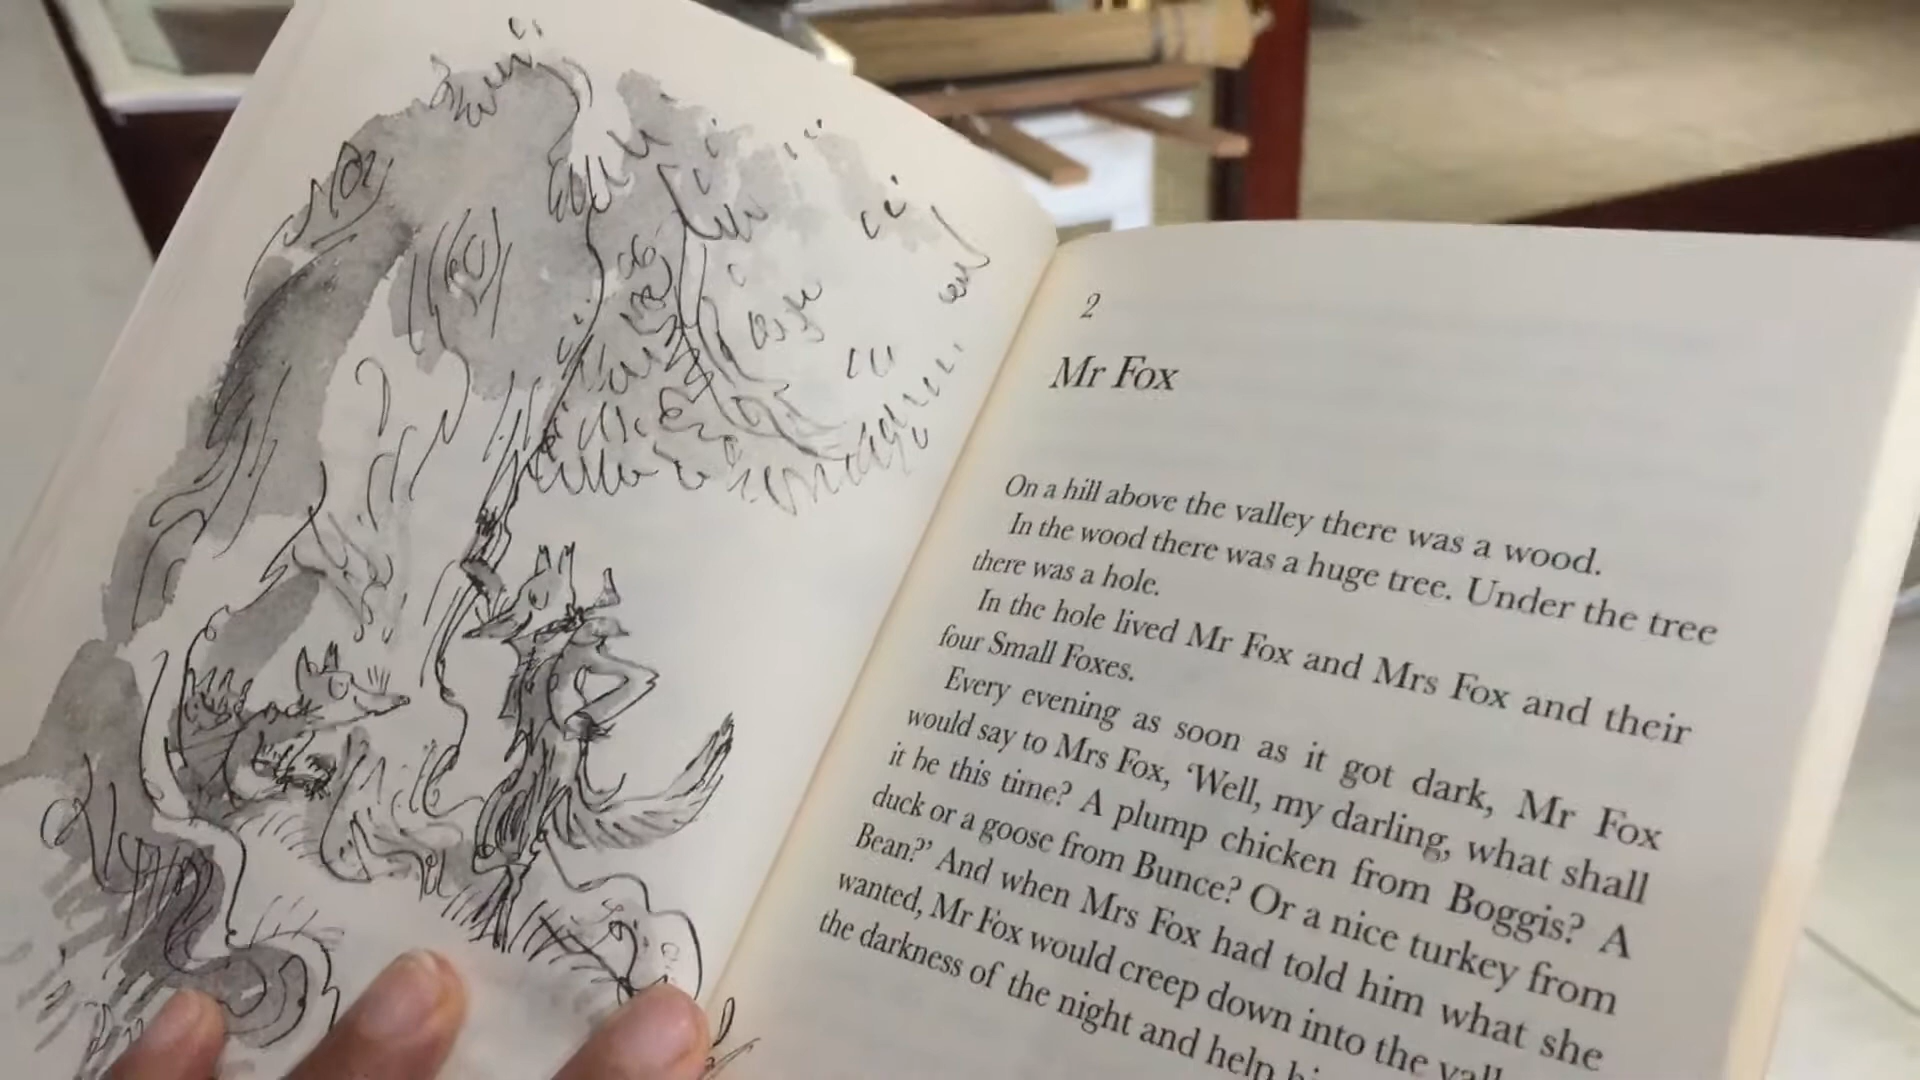 2
Mr Fox
On a hill above the valley there was a wood.
In the wood there was a huge tree. Under the tree
there was a hole.
In the hole lived Mr Fox and Mrs Fox and their
four Small Foxes.
Every evening as soon as it got dark, Mr Fox
would say to Mrs Fox, ‘Well, my darling, what shall
it be this time? A plump chicken from Boggis? A
duck or a goose from Bunce? Or a nice turkey from
Bean?’ And when Mrs Fox had told him what she
wanted, Mr Fox would creep down into the
the darkness of the night and help